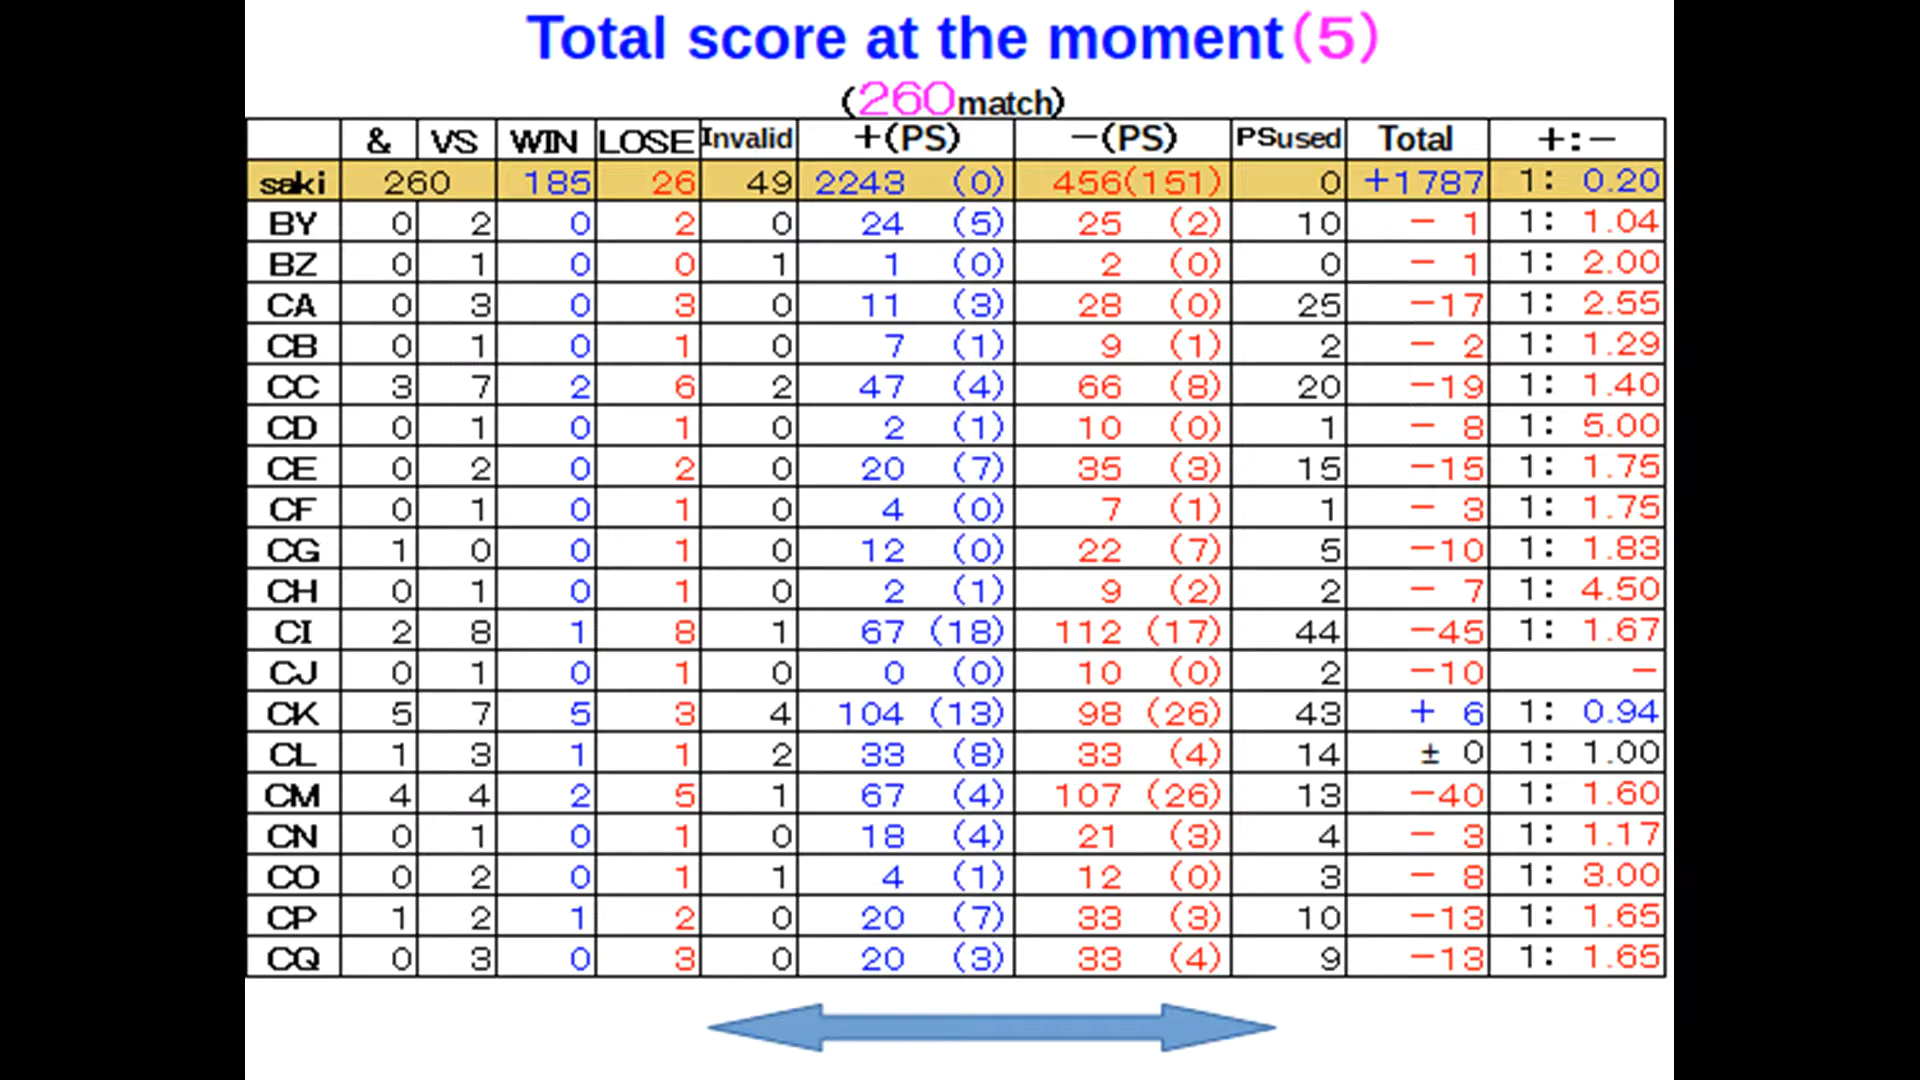 Total score at the moment(5)
(260match)
& VS WIN LOSE Invalid +(PS) −(PS) PSused Total +:−
saki 260 185 26 49 2243 (0) 456(151) 0 +1787 1: 0.20
BY 0 2 0 2 0 24 (5) 25 (2) 10 − 1 1: 1.04
BZ 0 1 0 0 1 1 (0) 2 (0) 0 − 1 1: 2.00
CA 0 3 0 3 0 11 (3) 28 (0) 25 −17 1: 2.55
CB 0 1 0 1 0 7 (1) 9 (1) 2 − 2 1: 1.29
CC 3 7 2 6 2 47 (4) 66 (8) 20 −19 1: 1.40
CD 0 1 0 1 0 2 (1) 10 (0) 1 − 8 1: 5.00
CE 0 2 0 2 0 20 (7) 35 (3) 15 −15 1: 1.75
CF 0 1 0 1 0 4 (0) 7 (1) 1 − 3 1: 1.75
CG 1 0 0 1 0 12 (0) 22 (7) 5 −10 1: 1.83
CH 0 1 0 1 0 2 (1) 9 (2) 2 − 7 1: 4.50
CI 2 8 1 8 1 67 (18) 112 (17) 44 −45 1: 1.67
CJ 0 1 0 1 0 0 (0) 10 (0) 2 −10 −
CK 5 7 5 3 4 104 (13) 98 (26) 43 + 6 1: 0.94
CL 1 3 1 1 2 33 (8) 33 (4) 14 ± 0 1: 1.00
CM 4 4 2 5 1 67 (4) 107 (26) 13 −40 1: 1.60
CN 0 1 0 1 0 18 (4) 21 (3) 4 − 3 1: 1.17
CO 0 2 0 1 1 4 (1) 12 (0) 3 − 8 1: 3.00
CP 1 2 1 2 0 20 (7) 33 (3) 10 −13 1: 1.65
CQ 0 3 0 3 0 20 (3) 33 (4) 9 −13 1: 1.65